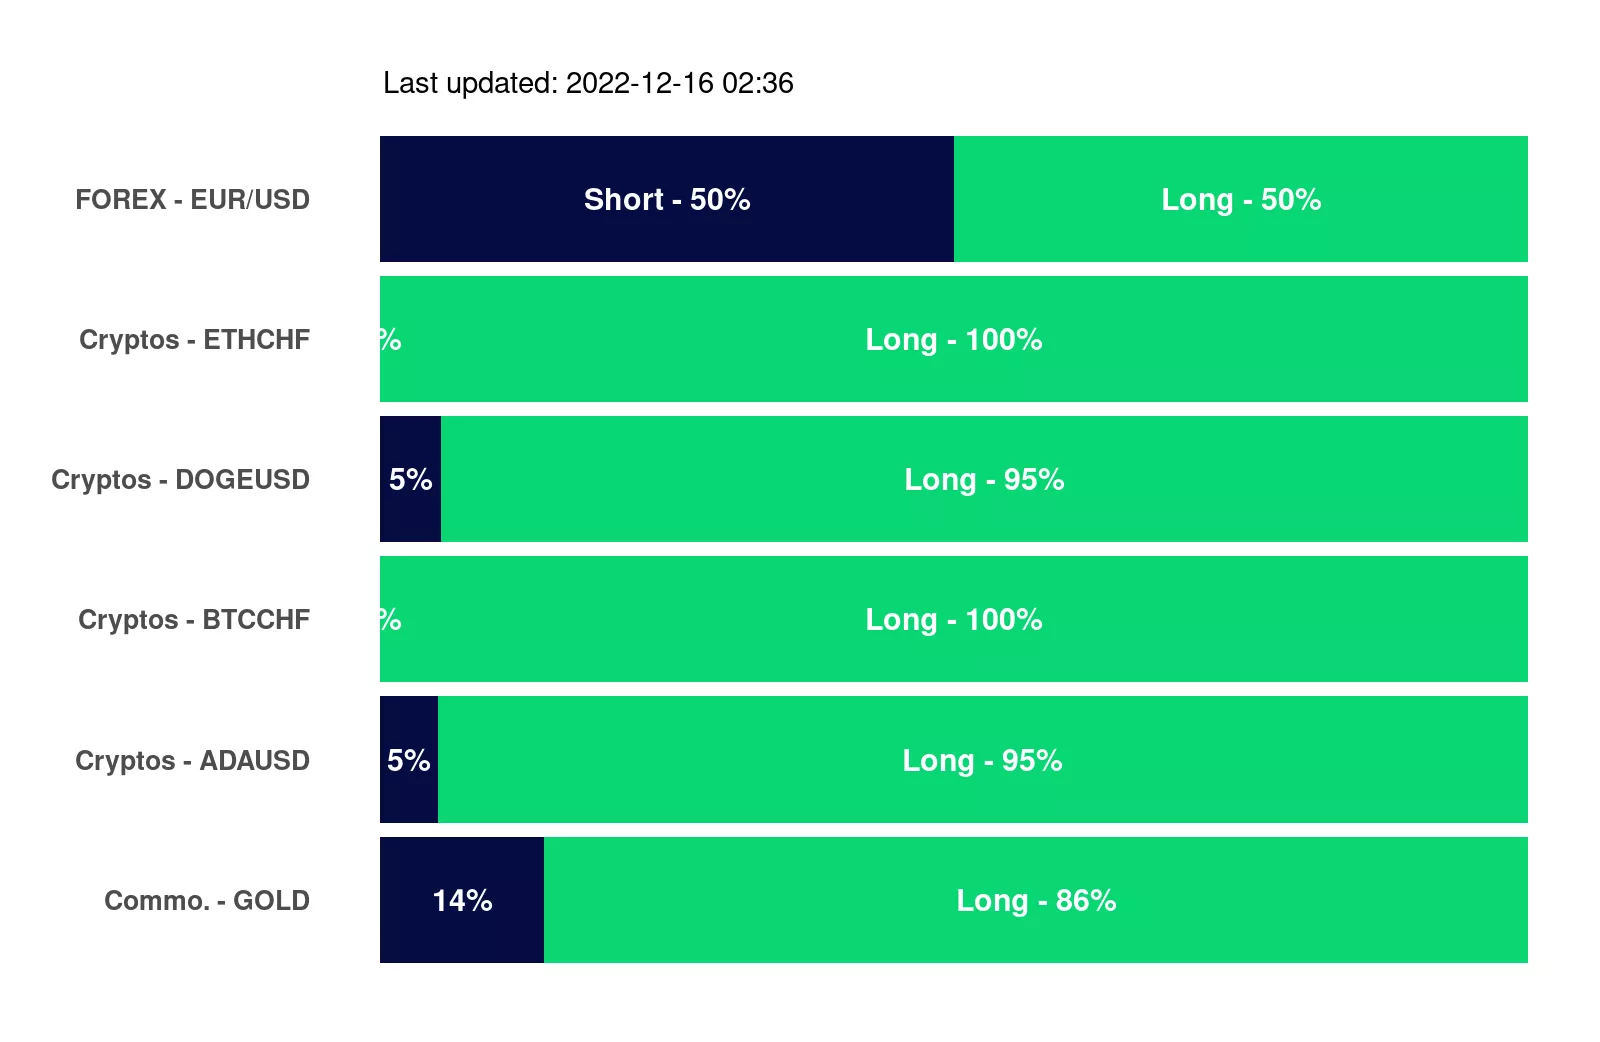 Last updated: 2022-12-16 02:36
FOREX - EUR/USD Short - 50% Long - 50%
Cryptos - ETHCHF % Long - 100%
Cryptos - DOGEUSD 5% Long - 95%
Cryptos - BTCCHF % Long - 100%
Cryptos - ADAUSD 5% Long - 95%
Commo. - GOLD 14% Long - 86%